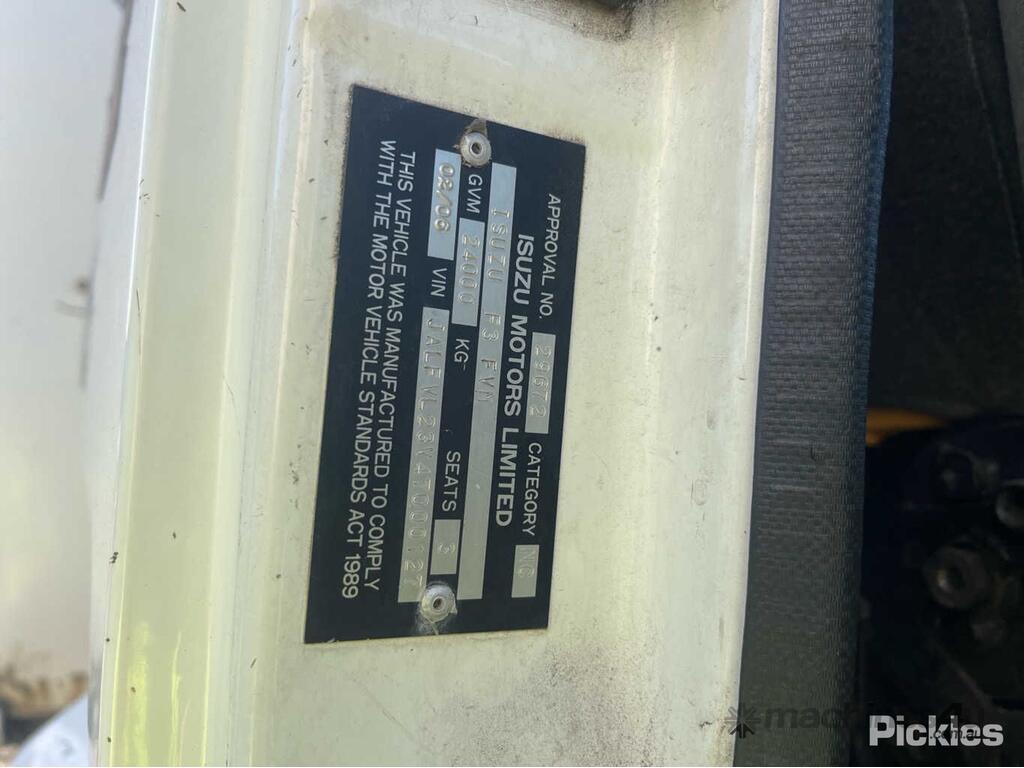 APPROVAL NO. 29672 CATEGORY NC
ISUZU MOTORS LIMITED
ISUZU F3 FVM
GVM 24000 KG SEATS 3
02/06 VIN
THIS VEHICLE WAS MANUFACTURED TO COMPLY
WITH THE MOTOR VEHICLE STANDARDS ACT 1989
Pickles